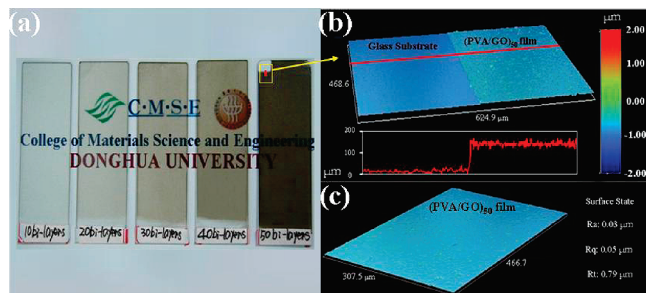 (a)
C·M·S·E
College of Materials Science and Engineering
DONGHUA UNIVERSITY
10bi-layers
20bi-layers
30bi-layers
40bi-layers
50bi-layers
(b)
μm
2.00
1.00
-1.00
-2.00
Glass Substrate
(PVA/GO)50 film
468.6
624.9 μm
200
100
0
μm
(c)
(PVA/GO)50 film
307.5
466.7
Surface State
Ra: 0.03 μm
Rq: 0.05 μm
Rt: 0.79 μm